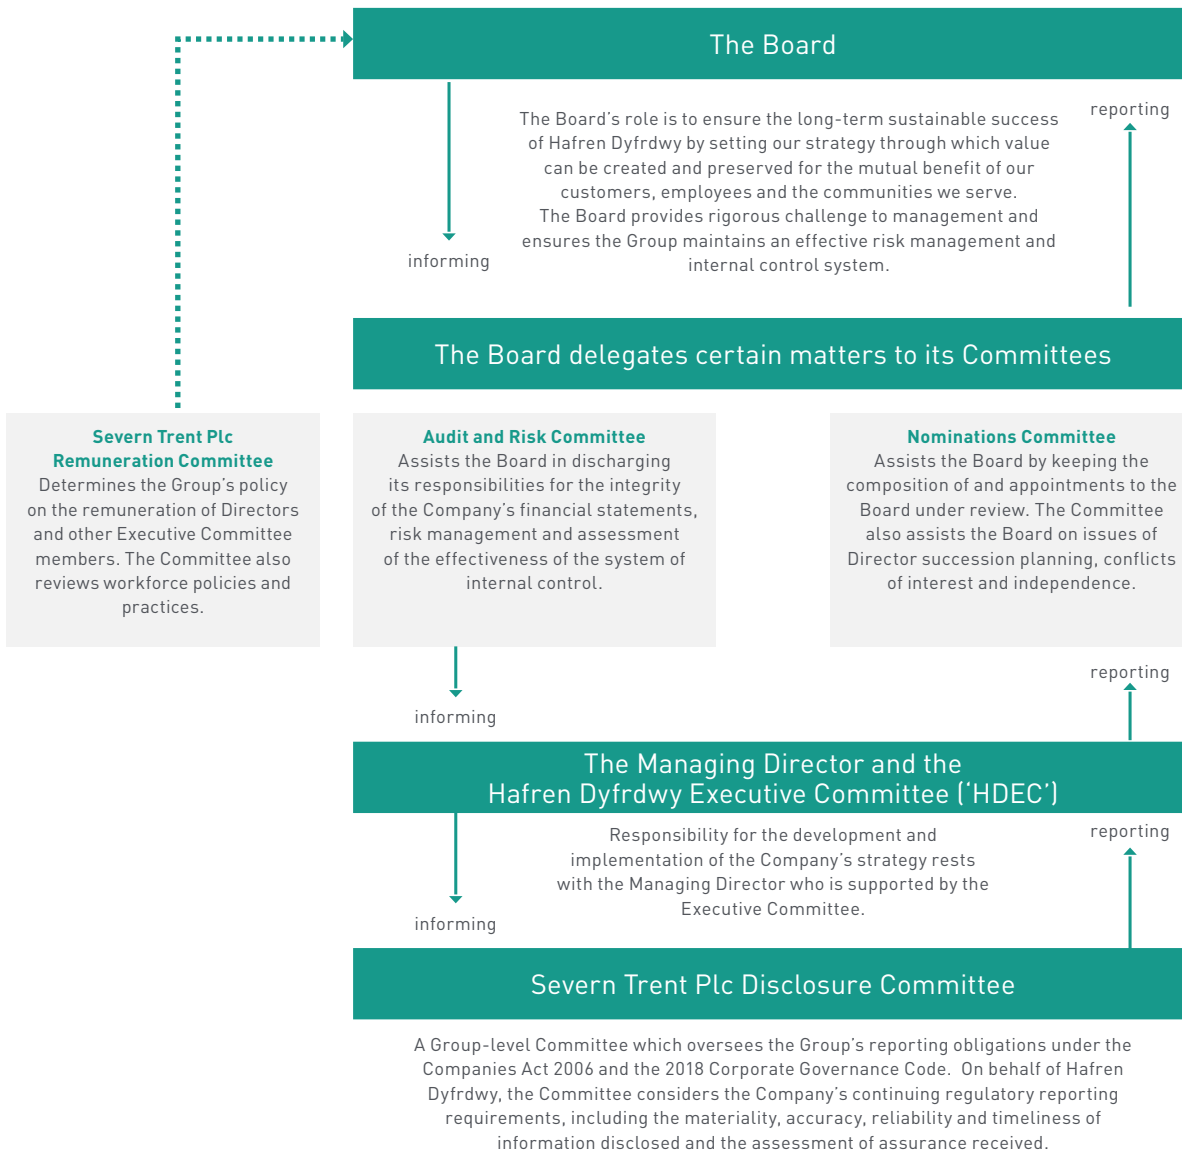 The Board
reporting
The Board's role is to ensure the long-term sustainable success
of Hafren Dyfrdwy by setting our strategy through which value
can be created and preserved for the mutual benefit of our
customers, employees and the communities we serve.
The Board provides rigorous challenge to management and
ensures the Group maintains an effective risk management and
internal control system.
informing
The Board delegates certain matters to its Committees
Severn Trent Plc
Remuneration Committee
Determines the Group's policy
on the remuneration of Directors
and other Executive Committee
members. The Committee also
reviews workforce policies and
practices.
Audit and Risk Committee
Assists the Board in discharging
its responsibilities for the integrity
of the Company's financial statements,
risk management and assessment
of the effectiveness of the system of
internal control.
Nominations Committee
Assists the Board by keeping the
composition of and appointments to the
Board under review. The Committee
also assists the Board on issues of
Director succession planning, conflicts
of interest and independence.
reporting
informing
The Managing Director and the
Hafren Dyfrdwy Executive Committee ('HDEC')
reporting
Responsibility for the development and
implementation of the Company's strategy rests
with the Managing Director who is supported by the
Executive Committee.
informing
Severn Trent Plc Disclosure Committee
A Group-level Committee which oversees the Group's reporting obligations under the
Companies Act 2006 and the 2018 Corporate Governance Code. On behalf of Hafren
Dyfrdwy, the Committee considers the Company's continuing regulatory reporting
requirements, including the materiality, accuracy, reliability and timeliness of
information disclosed and the assessment of assurance received.